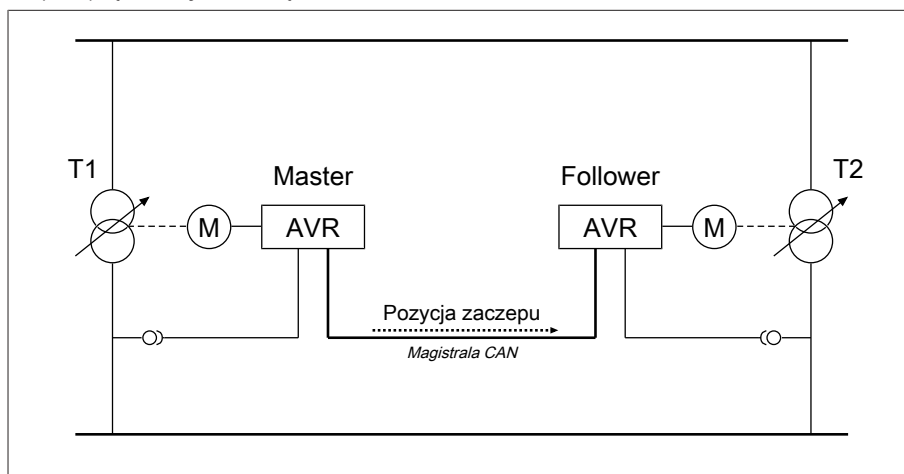 T1
Master
Follower
T2
M
AVR
AVR
M
Pozycja zaczepu
Magistrala CAN